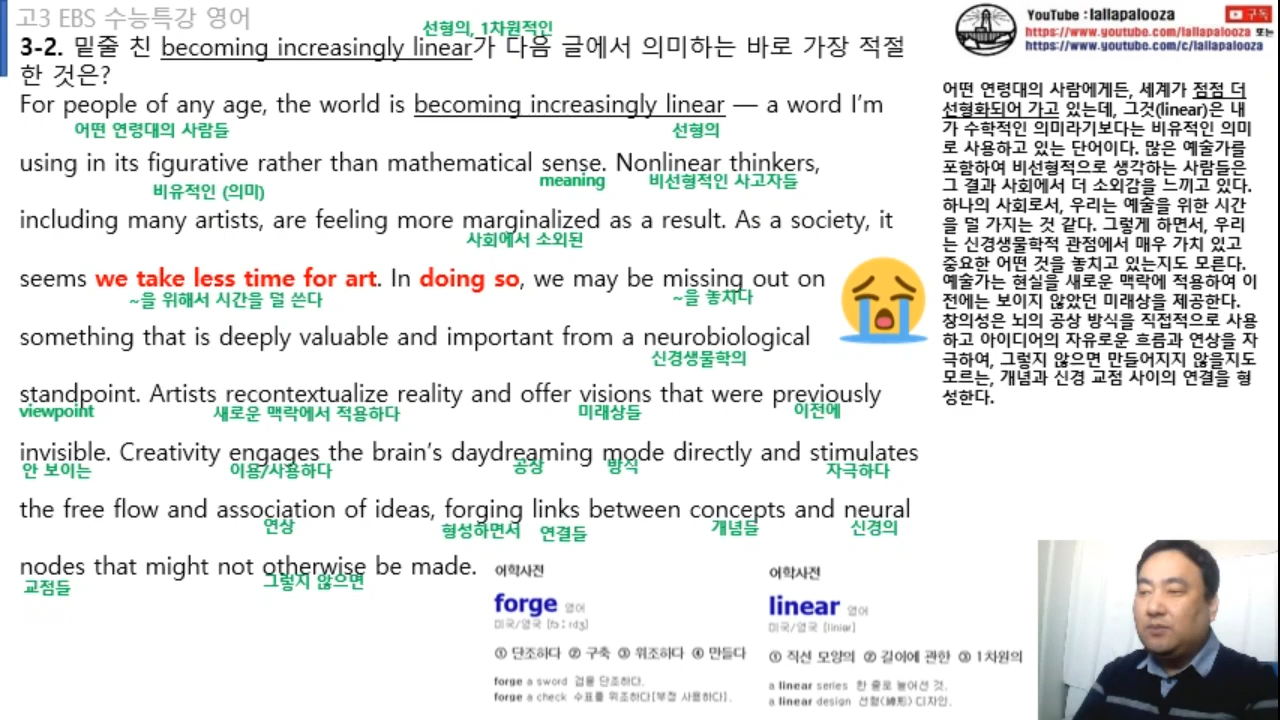 고3 EBS 수능특강 영어
선형의, 1차원적인
3-2. 밑줄 친 becoming increasingly linear가 다음 글에서 의미하는 바로 가장 적절
한 것은?
For people of any age, the world is becoming increasingly linear — a word I'm
어떤 연령대의 사람들 선형의
using in its figurative rather than mathematical sense. Nonlinear thinkers,
비유적인 (의미) meaning 비선형적인 사고자들
including many artists, are feeling more marginalized as a result. As a society, it
사회에서 소외된
seems we take less time for art. In doing so, we may be missing out on
~을 위해서 시간을 덜 쓴다 ~을 놓치다
something that is deeply valuable and important from a neurobiological
신경생물학의
standpoint. Artists recontextualize reality and offer visions that were previously
viewpoint 새로운 맥락에서 적용하다 미래상들 이전에
invisible. Creativity engages the brain's daydreaming mode directly and stimulates
안 보이는 이용/사용하다 공상 방식 자극하다
the free flow and association of ideas, forging links between concepts and neural
연상 형성하면서 연결들 개념들 신경의
nodes that might not otherwise be made.
교점들 그렇지 않으면
어학사전
forge 영어
미국/영국 [fɔːrdʒ]
① 단조하다 ② 구축 ③ 위조하다 ④ 만들다
forge a sword 검을 단조하다.
forge a check 수표를 위조하다[부정 사용하다].
어학사전
linear 영어
미국/영국 [liniər]
① 직선 모양의 ② 길이에 관한 ③ 1차원의
a linear series 한 줄로 늘어선 것.
a linear design 선형(線形) 디자인.
YouTube : lallapalooza
구독
https://www.youtube.com/lallapalooza 또는
https://www.youtube.com/c/lallapalooza
어떤 연령대의 사람에게든, 세계가 점점 더
선형화되어 가고 있는데, 그것(linear)은 내
가 수학적인 의미라기보다는 비유적인 의미
로 사용하고 있는 단어이다. 많은 예술가를
포함하여 비선형적으로 생각하는 사람들은
그 결과 사회에서 더 소외감을 느끼고 있다.
하나의 사회로서, 우리는 예술을 위한 시간
을 덜 가지는 것 같다. 그렇게 하면서, 우리
는 신경생물학적 관점에서 매우 가치 있고
중요한 어떤 것을 놓치고 있는지도 모른다.
예술가는 현실을 새로운 맥락에 적용하여 이
전에는 보이지 않았던 미래상을 제공한다.
창의성은 뇌의 공상 방식을 직접적으로 사용
하고 아이디어의 자유로운 흐름과 연상을 자
극하여, 그렇지 않으면 만들어지지 않을지도
모르는, 개념과 신경 교점 사이의 연결을 형
성한다.